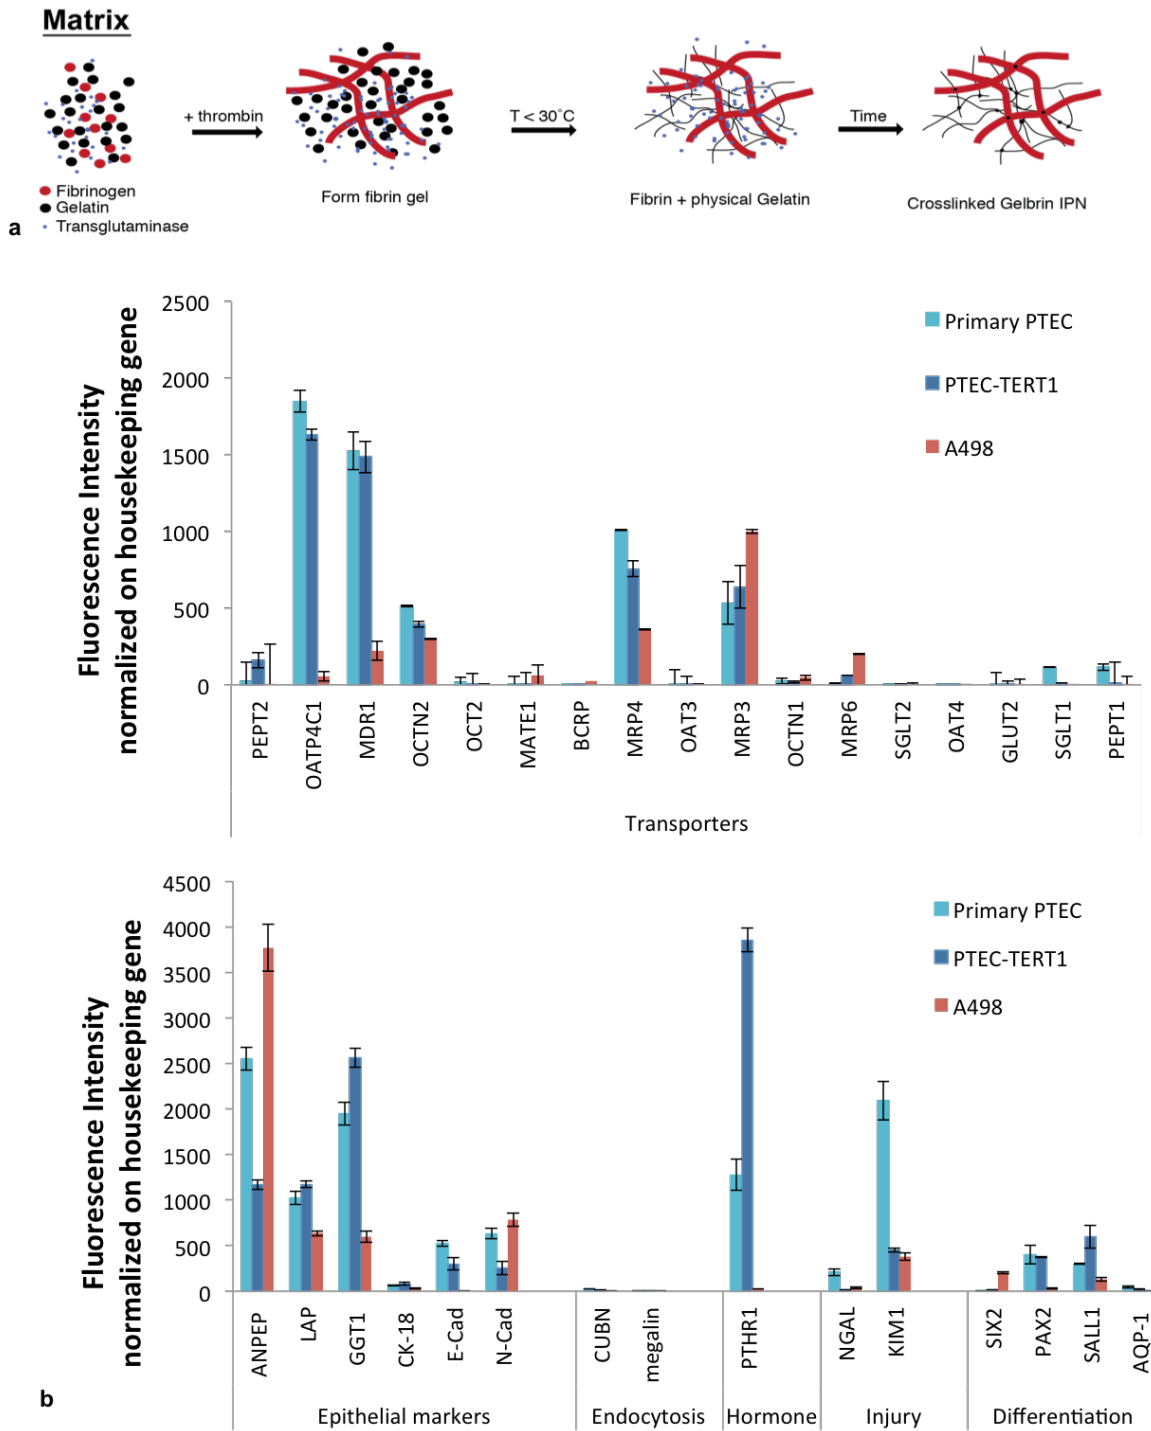 Matrix
+ thrombin
T < 30°C
Time
Fibrinogen
Gelatin
Transglutaminase
Form fibrin gel
Fibrin + physical Gelatin
Crosslinked Gelbrin IPN
a
Fluorescence Intensity
normalized on housekeeping gene
2500
2000
1500
1000
500
0
Primary PTEC
PTEC-TERT1
A498
PEPT2
OATP4C1
MDR1
OCTN2
OCT2
MATE1
BCRP
MRP4
OAT3
MRP3
OCTN1
MRP6
SGLT2
OAT4
GLUT2
SGLT1
PEPT1
Transporters
Fluorescence Intensity
normalized on housekeeping gene
4500
4000
3500
3000
2500
2000
1500
1000
500
0
Primary PTEC
PTEC-TERT1
A498
ANPEP
LAP
GGT1
CK-18
E-Cad
N-Cad
CUBN
megalin
PTHR1
NGAL
KIM1
SIX2
PAX2
SALL1
AQP-1
Epithelial markers
Endocytosis
Hormone
Injury
Differentiation
b